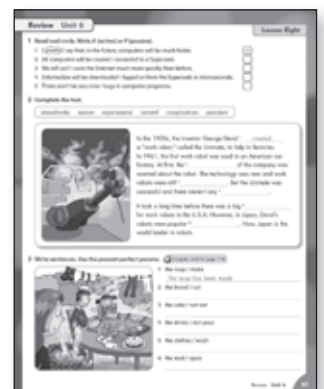 Review Unit 6
Lesson Eight
1 Read and circle. Write A (active) or P (passive).
1 say that, in the future, computers will be much faster.
2 All computers will be connected to a
3 We will surf the Internet much more quickly than before.
4 Information will be downloaded from the in microseconds.
5 There won't be any more bugs in computer programs.
2 Complete the text.
immediately market experimental created complications president
In the 1950s, the inventor George Devol created
a "work robot," called the Unimate, to help in factories.
In 1961, the first work robot was used in an American car
factory. At first, the of the company was
worried about the robot. The technology was new and work
robots were still . But the Unimate was
successful and there weren't any .
It took a long time before there was a big
for work robots in the U.S.A. However, in Japan, Devol's
robots were popular . Now, Japan is the
world leader in robots.
3 Write sentences. Use the present perfect passive.
1 the soup / make
The soup has been made.
2 the bread / cut
3 the cake / not eat
4 the drinks / not pour
5 the clothes / wash
6 the / open
Review Unit 6